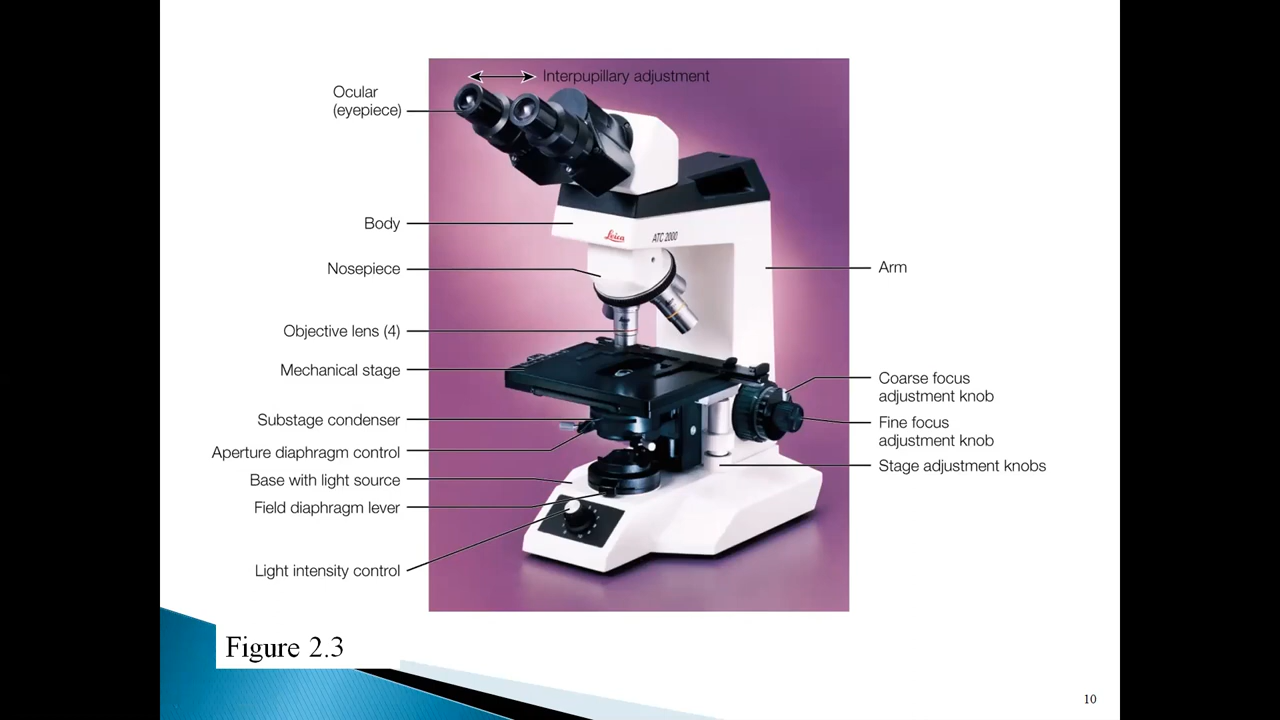 Interpupillary adjustment
Ocular
(eyepiece)
Body
Leica
ATC 2000
Nosepiece
Arm
Objective lens (4)
Mechanical stage
Coarse focus
adjustment knob
Substage condenser
Fine focus
adjustment knob
Aperture diaphragm control
Stage adjustment knobs
Base with light source
Field diaphragm lever
Light intensity control
Figure 2.3
10